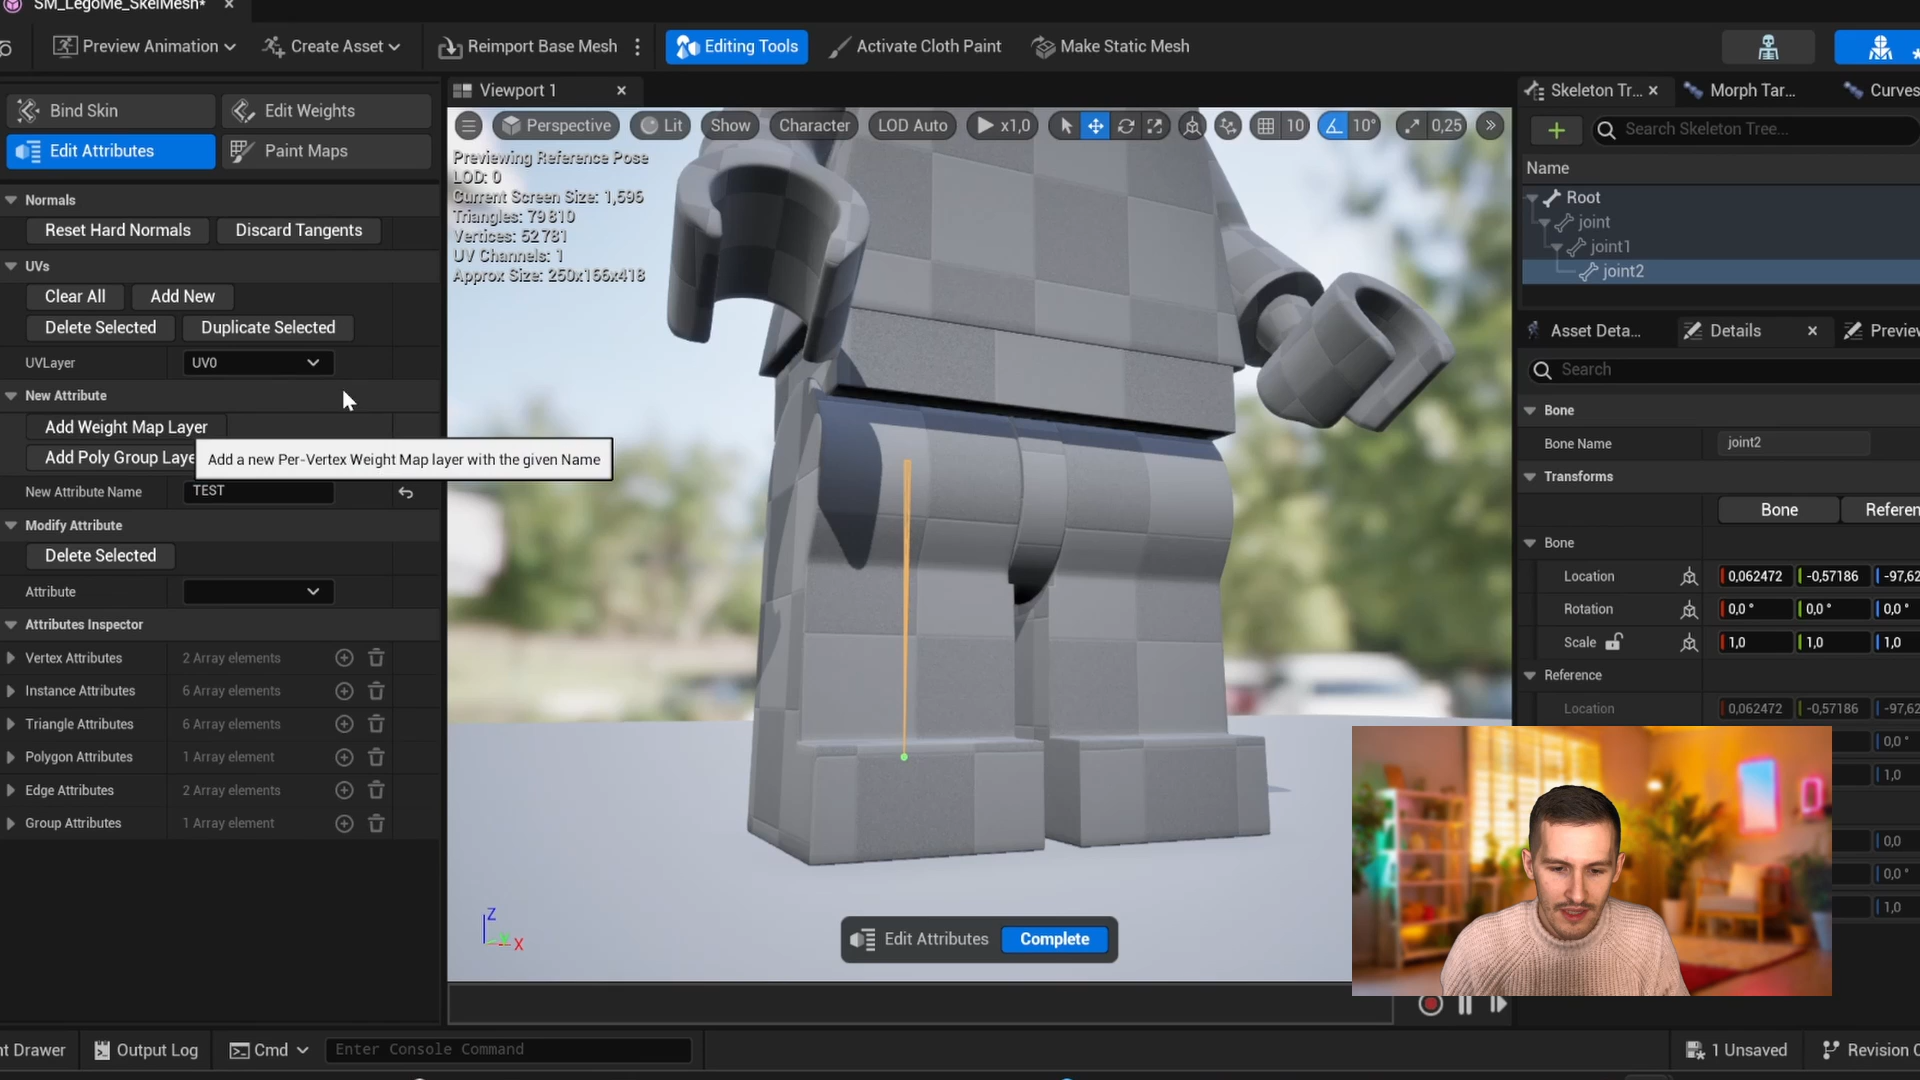 SM_LegoMe_SkelMesh*
Preview Animation
Create Asset
Reimport Base Mesh
Editing Tools
Activate Cloth Paint
Make Static Mesh
Bind Skin
Edit Weights
Edit Attributes
Paint Maps
Normals
Reset Hard Normals
Discard Tangents
UVs
Clear All
Add New
Delete Selected
Duplicate Selected
UVLayer
UV0
New Attribute
Add Weight Map Layer
Add Poly Group Laye
Add a new Per-Vertex Weight Map layer with the given Name
New Attribute Name
TEST
Modify Attribute
Delete Selected
Attribute
Attributes Inspector
Vertex Attributes
2 Array elements
Instance Attributes
6 Array elements
Triangle Attributes
6 Array elements
Polygon Attributes
1 Array element
Edge Attributes
2 Array elements
Group Attributes
1 Array element
Viewport 1
Perspective
Lit
Show
Character
LOD Auto
x1,0
10
10°
0,25
Previewing Reference Pose
LOD: 0
Current Screen Size: 1,596
Triangles: 79 810
Vertices: 52 781
UV Channels: 1
Approx Size: 250x166x418
Z
Y
X
Edit Attributes
Complete
Skeleton Tr...
Morph Tar...
Curves
Search Skeleton Tree...
Name
Root
joint
joint1
joint2
Asset Deta...
Details
Preview
Search
Bone
Bone Name
joint2
Transforms
Bone
Referen
Bone
Location
0,062472
-0,57186
-97,62
Rotation
0,0 °
0,0 °
0,0 °
Scale
1,0
1,0
1,0
Reference
Location
0,062472
-0,57186
-97,62
0,0 °
1,0
0,0
0,0 °
1,0
nt Drawer
Output Log
Cmd
Enter Console Command
1 Unsaved
Revision C